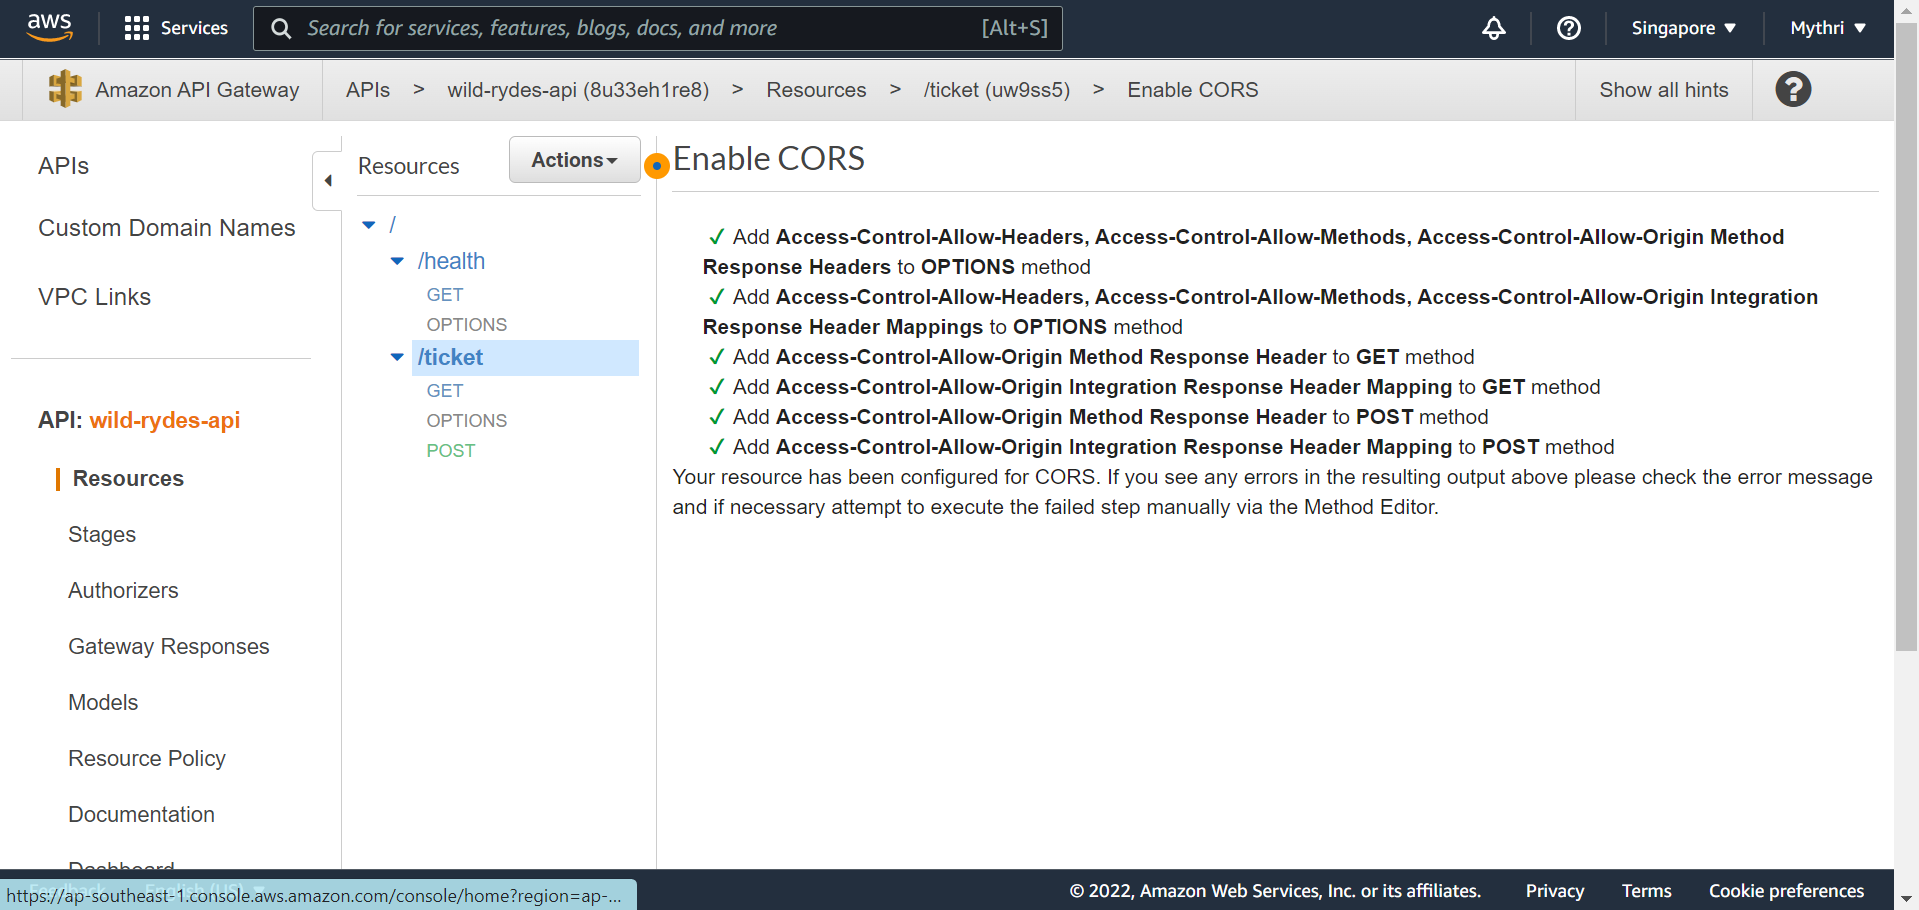 aws
Services
Search for services, features, blogs, docs, and more
[Alt+S]
Singapore ▼
Mythri ▼
Amazon API Gateway
APIs > wild-rydes-api (8u33eh1re8) > Resources > /ticket (uw9ss5) > Enable CORS
Show all hints
?
APIs
Custom Domain Names
VPC Links
API: wild-rydes-api
Resources
Stages
Authorizers
Gateway Responses
Models
Resource Policy
Documentation
Dashboard
Resources
Actions
/
/health
GET
OPTIONS
/ticket
GET
OPTIONS
POST
Enable CORS
✓ Add Access-Control-Allow-Headers, Access-Control-Allow-Methods, Access-Control-Allow-Origin Method
Response Headers to OPTIONS method
✓ Add Access-Control-Allow-Headers, Access-Control-Allow-Methods, Access-Control-Allow-Origin Integration
Response Header Mappings to OPTIONS method
✓ Add Access-Control-Allow-Origin Method Response Header to GET method
✓ Add Access-Control-Allow-Origin Integration Response Header Mapping to GET method
✓ Add Access-Control-Allow-Origin Method Response Header to POST method
✓ Add Access-Control-Allow-Origin Integration Response Header Mapping to POST method
Your resource has been configured for CORS. If you see any errors in the resulting output above please check the error message
and if necessary attempt to execute the failed step manually via the Method Editor.
Feedback English (US) ▼
https://ap-southeast-1.console.aws.amazon.com/console/home?region=ap-...
© 2022, Amazon Web Services, Inc. or its affiliates.
Privacy
Terms
Cookie preferences